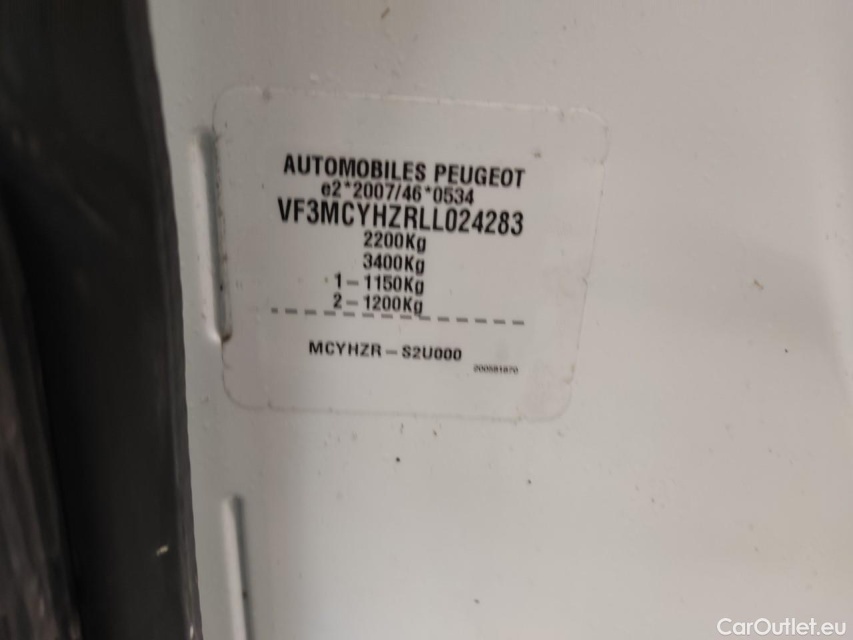 AUTOMOBILES PEUGEOT
e2*2007/46*0534
VF3MCYHZRLL024283
2200Kg
3400Kg
1-1150Kg
2-1200Kg
MCYHZR-S2U000
CarOutlet.eu